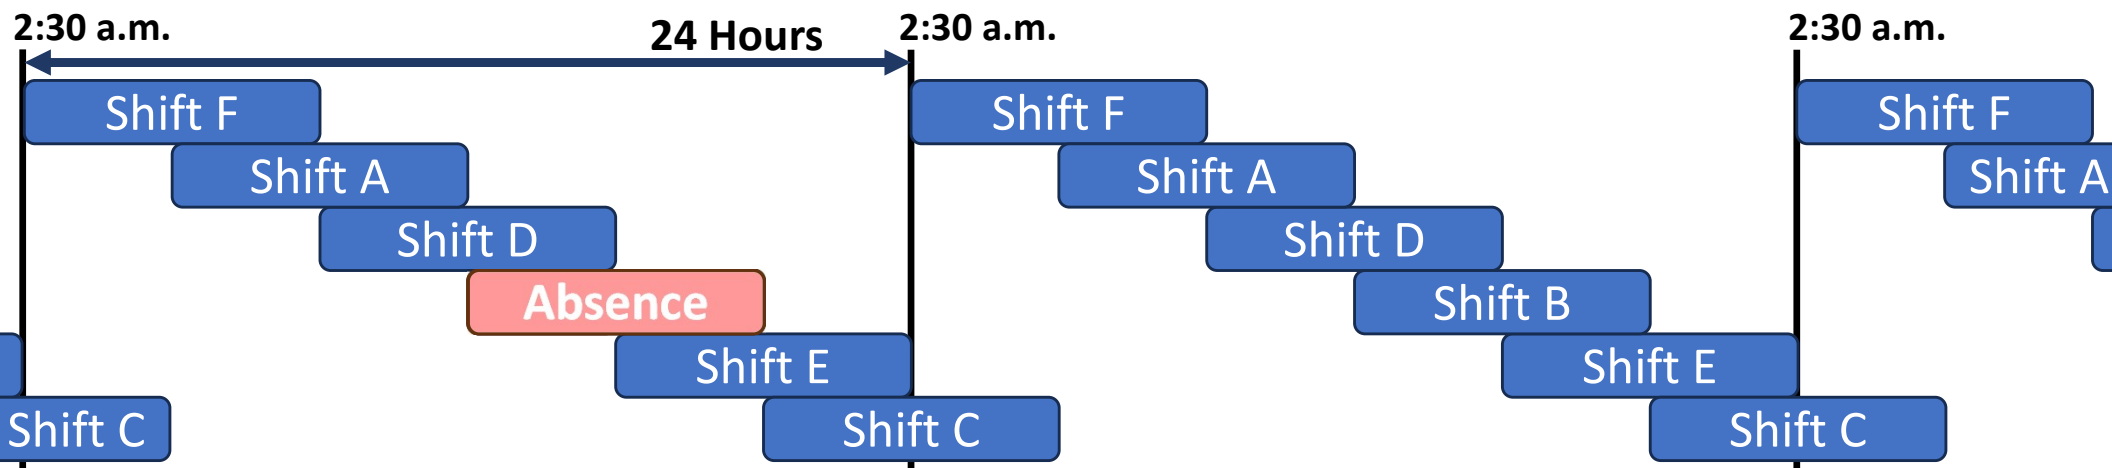 2:30 a.m.
24 Hours
2:30 a.m.
2:30 a.m.
Shift F
Shift F
Shift F
Shift A
Shift A
Shift A
Shift D
Shift D
Absence
Shift B
Shift E
Shift E
Shift C
Shift C
Shift C